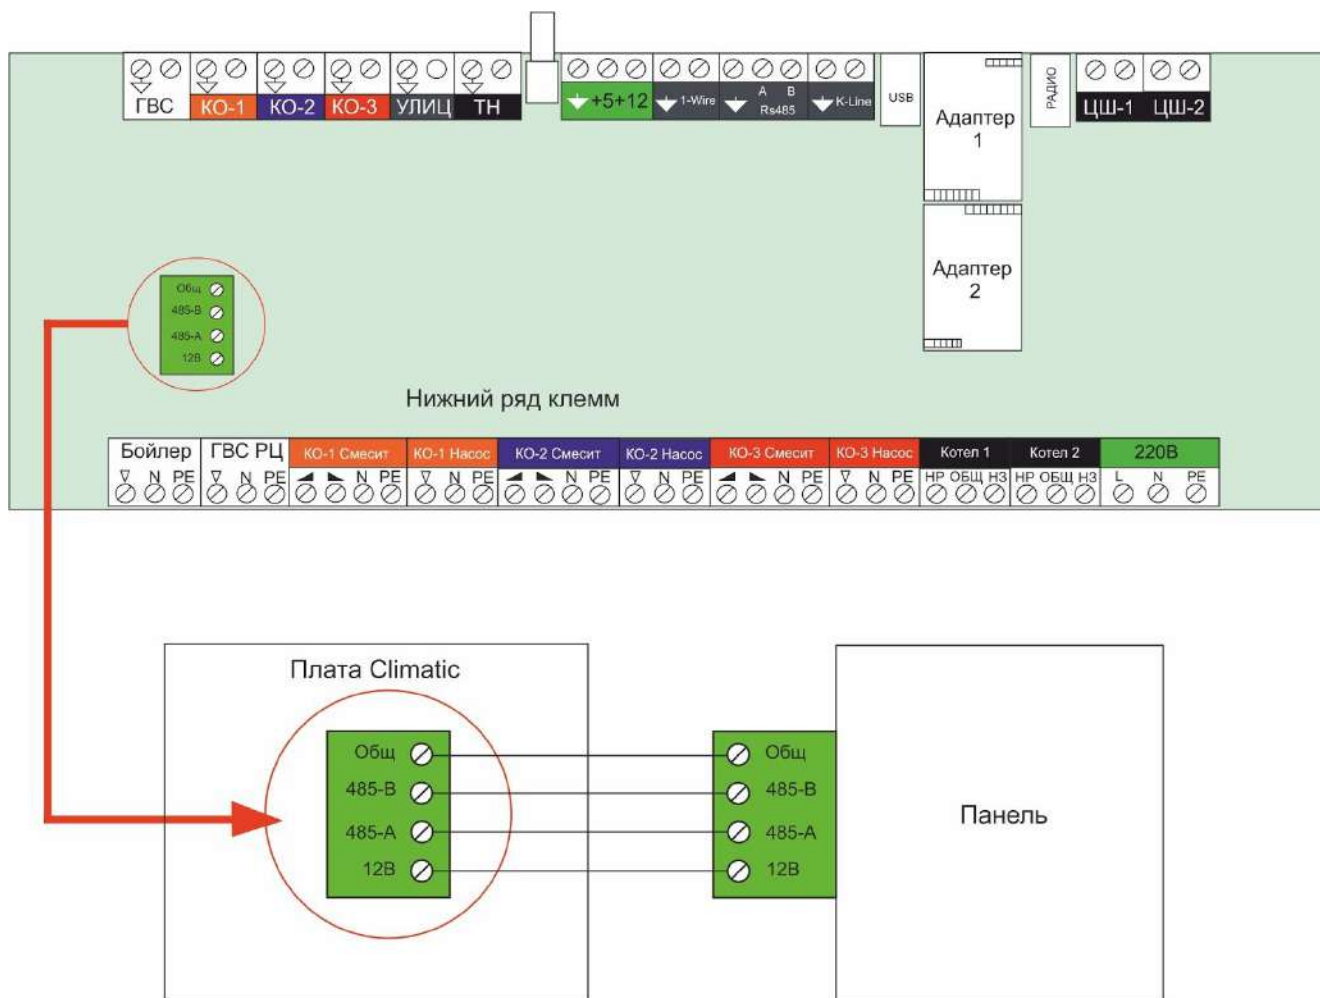 ГВС КО-1 КО-2 КО-3 УЛИЦ ТН
+5+12 1-Wire A B K-Line
Rs485
USB
Адаптер
1
РАДИО
ЦШ-1 ЦШ-2
Адаптер
2
Общ
485-В
485-А
12В
Нижний ряд клемм
Бойлер ГВС РЦ КО-1 Смесит КО-1 Насос КО-2 Смесит КО-2 Насос КО-3 Смесит КО-3 Насос Котел 1 Котел 2 220В
N PE N PE N PE N PE N PE N PE N PE N PE НР ОБЩ НЗ НР ОБЩ НЗ L N PE
Плата Climatic
Общ
485-В
485-А
12В
Общ
485-В
485-А
12В
Панель